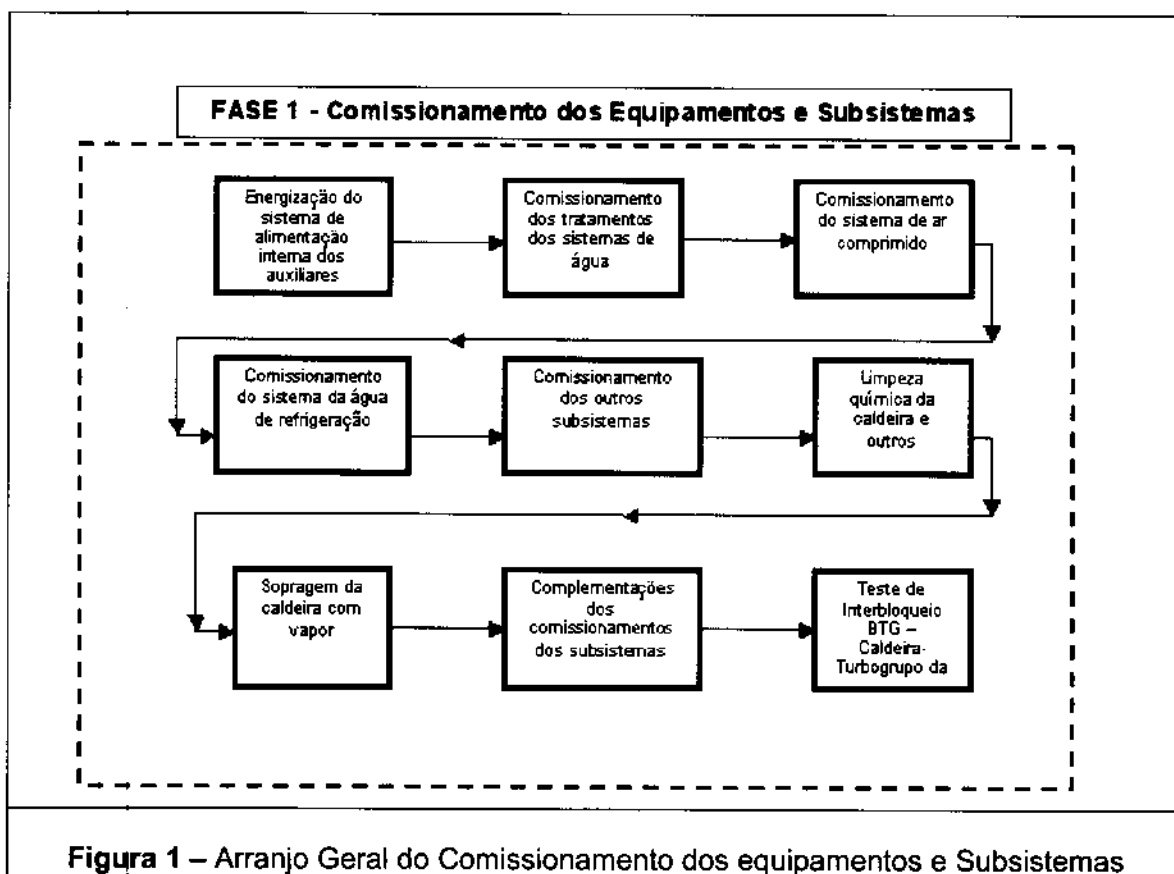 FASE 1 - Comissionamento dos Equipamentos e Subsistemas
Energização do
sistema de
alimentação
interna dos
auxiliares
Comissionamento
dos tratamentos
dos sistemas de
água
Comissionamento
do sistema de ar
comprimido
Comissionamento
do sistema da água
de refrigeração
Comissionamento
dos outros
subsistemas
Limpeza
química da
caldeira e
outros
Sopragem da
caldeira com
vapor
Complementações
dos
comissionamentos
dos subsistemas
Teste de
Interbloqueio
BTG –
Caldeira-
Turbogrupo da
Figura 1 – Arranjo Geral do Comissionamento dos equipamentos e Subsistemas